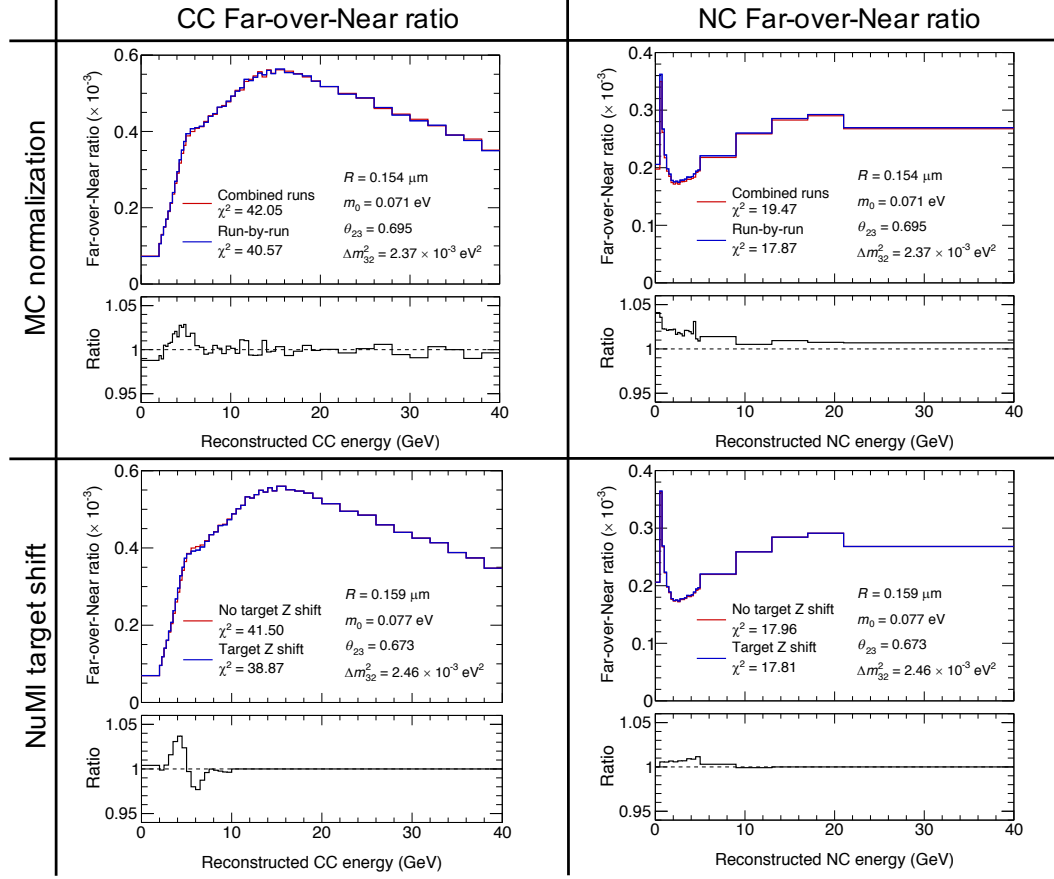 CC Far-over-Near ratio
NC Far-over-Near ratio
MC normalization
Far-over-Near ratio (× 10⁻³)
0.6
0.4
0.2
0
Combined runs
χ² = 42.05
Run-by-run
χ² = 40.57
R = 0.154 μm
m₀ = 0.071 eV
θ₂₃ = 0.695
Δm²₃₂ = 2.37 × 10⁻³ eV²
Ratio
1.05
1
0.95
0 10 20 30 40
Reconstructed CC energy (GeV)
Far-over-Near ratio (× 10⁻³)
0.4
0.3
0.2
0.1
0
Combined runs
χ² = 19.47
Run-by-run
χ² = 17.87
R = 0.154 μm
m₀ = 0.071 eV
θ₂₃ = 0.695
Δm²₃₂ = 2.37 × 10⁻³ eV²
Ratio
1.05
1
0.95
0 10 20 30 40
Reconstructed NC energy (GeV)
NuMI target shift
Far-over-Near ratio (× 10⁻³)
0.6
0.4
0.2
0
No target Z shift
χ² = 41.50
Target Z shift
χ² = 38.87
R = 0.159 μm
m₀ = 0.077 eV
θ₂₃ = 0.673
Δm²₃₂ = 2.46 × 10⁻³ eV²
Ratio
1.05
1
0.95
0 10 20 30 40
Reconstructed CC energy (GeV)
Far-over-Near ratio (× 10⁻³)
0.4
0.3
0.2
0.1
0
No target Z shift
χ² = 17.96
Target Z shift
χ² = 17.81
R = 0.159 μm
m₀ = 0.077 eV
θ₂₃ = 0.673
Δm²₃₂ = 2.46 × 10⁻³ eV²
Ratio
1.05
1
0.95
0 10 20 30 40
Reconstructed NC energy (GeV)